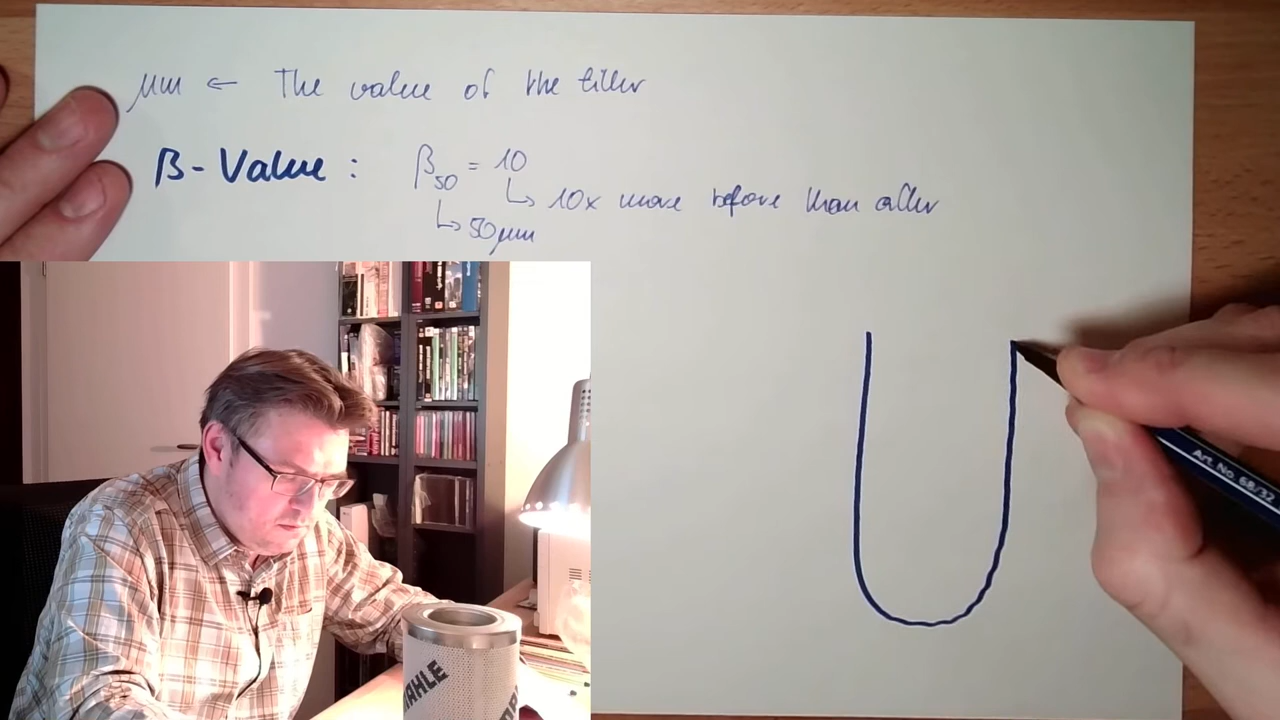 µm ← The value of the filter
β-Value: β50 = 10
↳ 10x more before than after
↳ 50µm
Art. No. 68/32
MAHLE